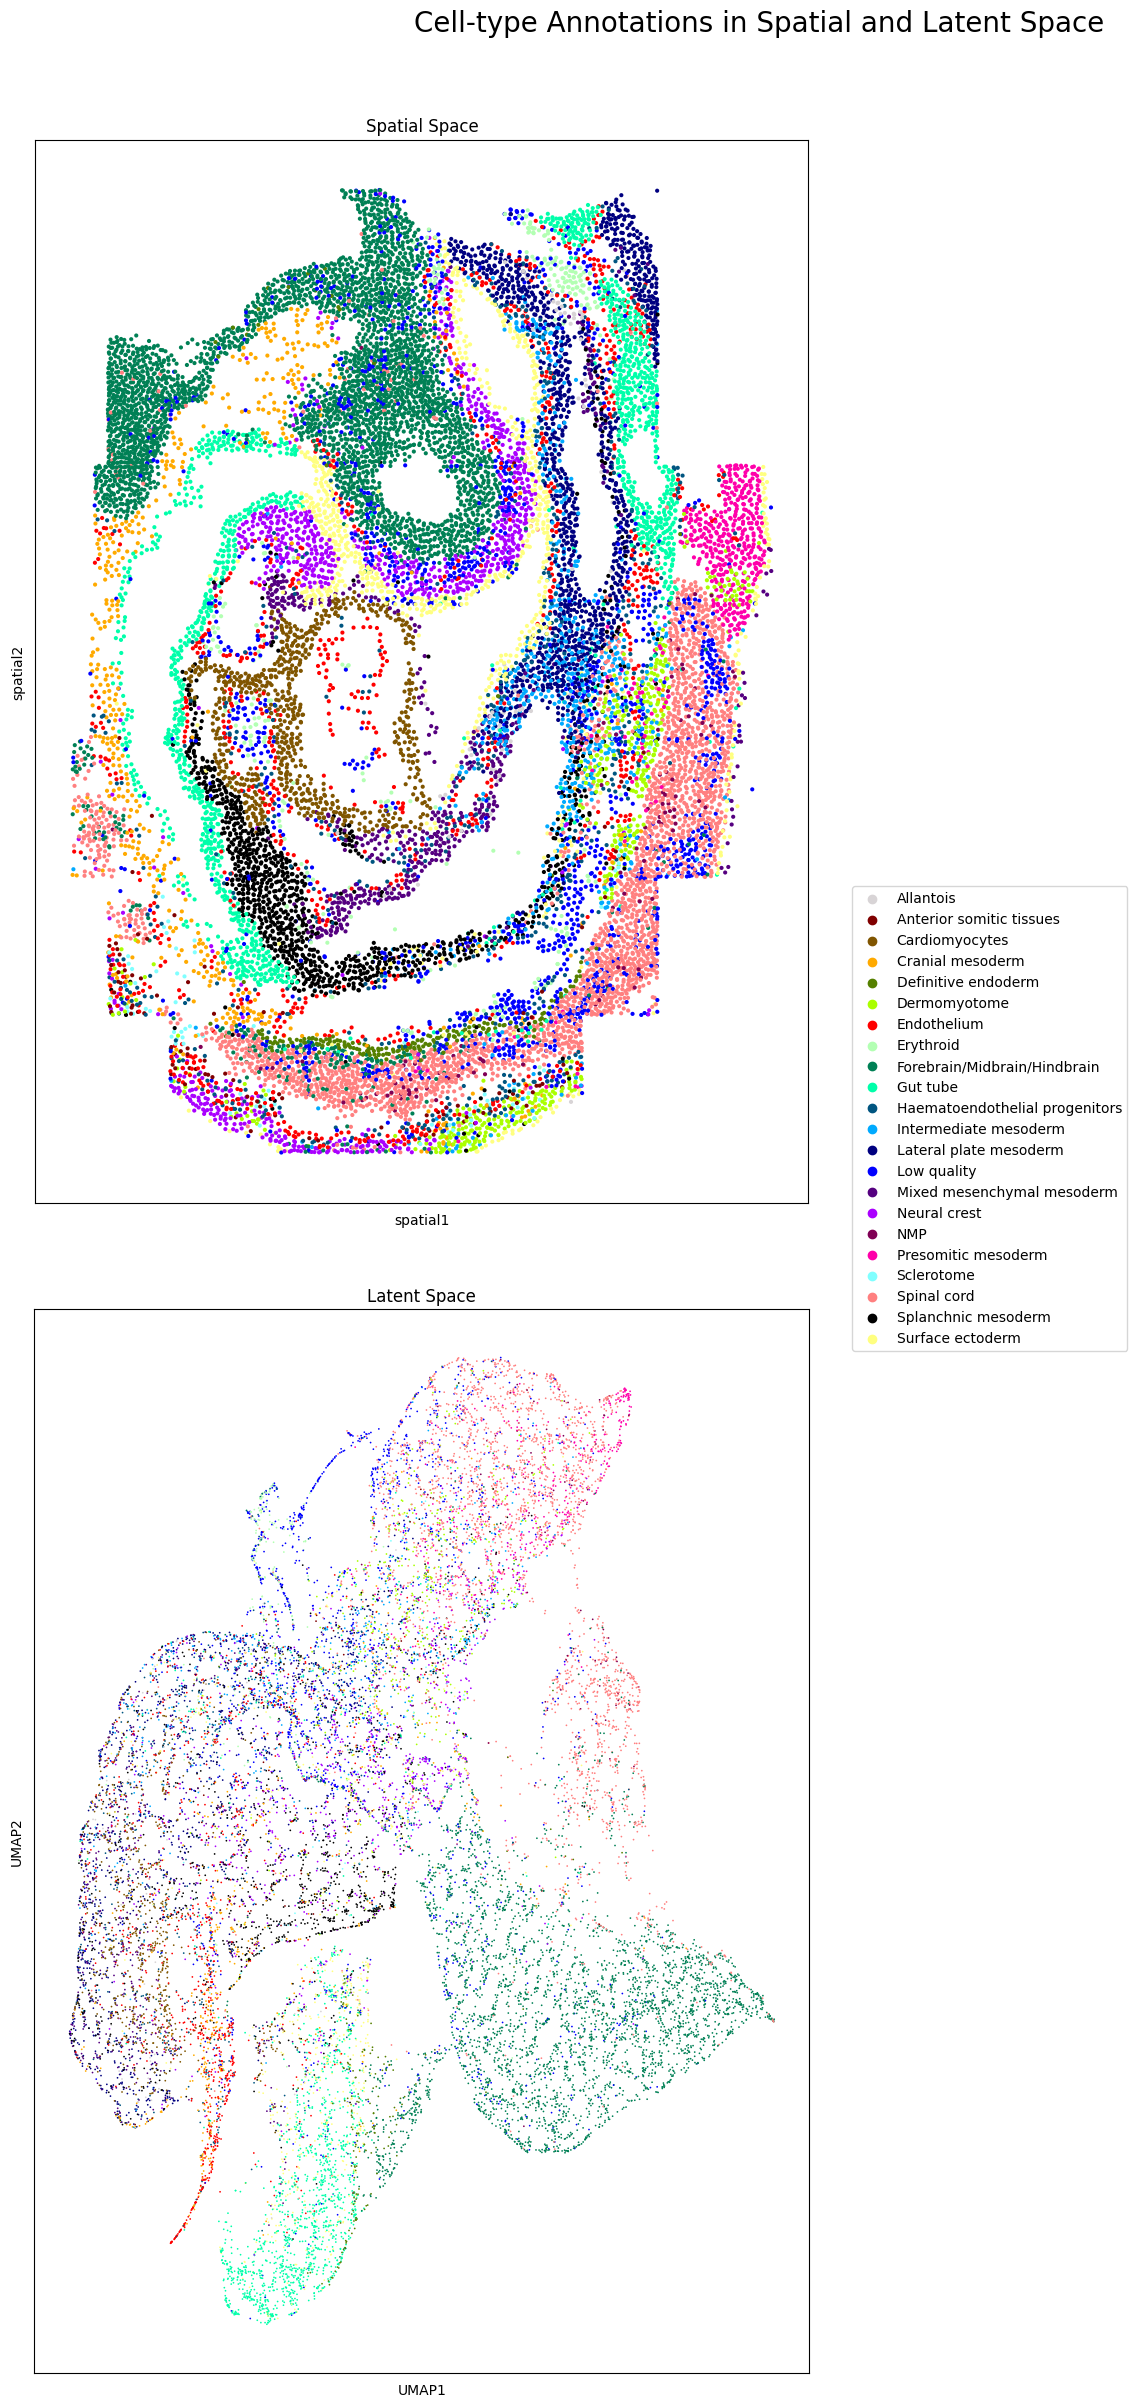 Cell-type Annotations in Spatial and Latent Space
Spatial Space
spatial2
spatial1
Allantois
Anterior somitic tissues
Cardiomyocytes
Cranial mesoderm
Definitive endoderm
Dermomyotome
Endothelium
Erythroid
Forebrain/Midbrain/Hindbrain
Gut tube
Haematoendothelial progenitors
Intermediate mesoderm
Lateral plate mesoderm
Low quality
Mixed mesenchymal mesoderm
Neural crest
NMP
Presomitic mesoderm
Sclerotome
Spinal cord
Splanchnic mesoderm
Surface ectoderm
Latent Space
UMAP2
UMAP1